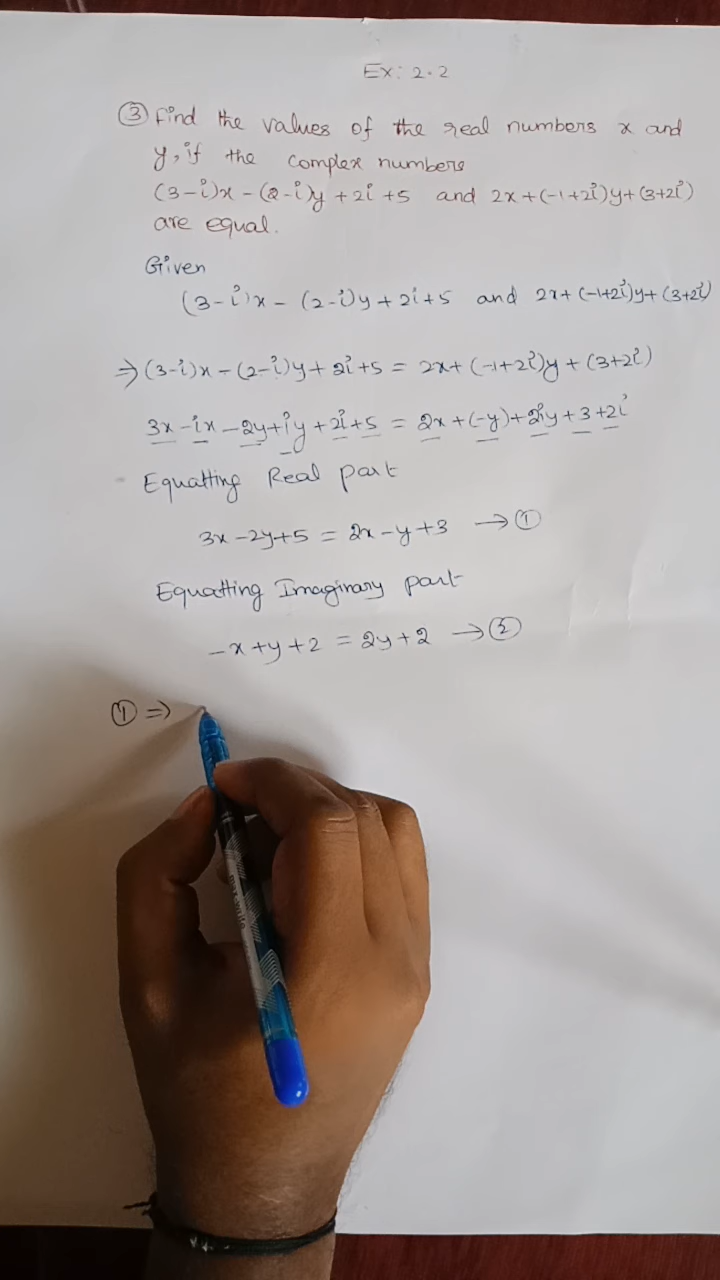 Ex: 2.2
③ Find the values of the real numbers x and
y, if the complex numbers
(3-i)x - (2-i)y + 2i + 5 and 2x + (-1+2i)y + (3+2i)
are equal.
Given
(3-i)x - (2-i)y + 2i + 5 and 2x + (-1+2i)y + (3+2i)
⇒ (3-i)x - (2-i)y + 2i + 5 = 2x + (-1+2i)y + (3+2i)
3x - ix - 2y + iy + 2i + 5 = 2x + (-y) + 2iy + 3 + 2i
Equatting Real part
3x - 2y + 5 = 2x - y + 3 → ①
Equatting Imaginary part
-x + y + 2 = 2y + 2 → ②
① ⇒